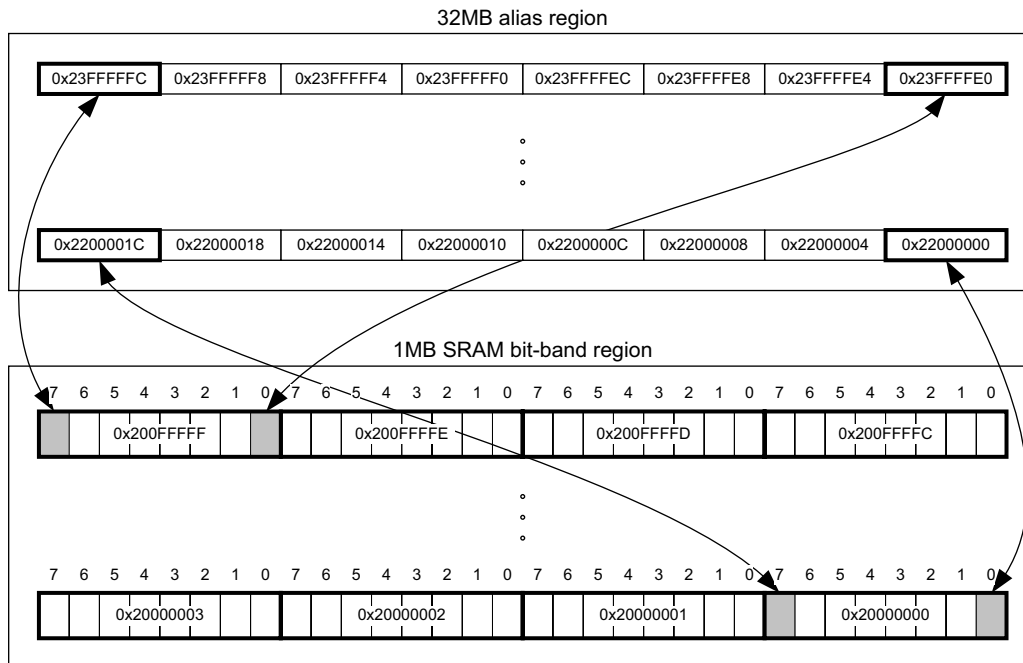 32MB alias region
0x23FFFFFC 0x23FFFFF8 0x23FFFFF4 0x23FFFFF0 0x23FFFFEC 0x23FFFFE8 0x23FFFFE4 0x23FFFFE0
0x2200001C 0x22000018 0x22000014 0x22000010 0x2200000C 0x22000008 0x22000004 0x22000000
1MB SRAM bit-band region
7 6 5 4 3 2 1 0 7 6 5 4 3 2 1 0 7 6 5 4 3 2 1 0 7 6 5 4 3 2 1 0
0x200FFFFF 0x200FFFFE 0x200FFFFD 0x200FFFFC
7 6 5 4 3 2 1 0 7 6 5 4 3 2 1 0 7 6 5 4 3 2 1 0 7 6 5 4 3 2 1 0
0x20000003 0x20000002 0x20000001 0x20000000